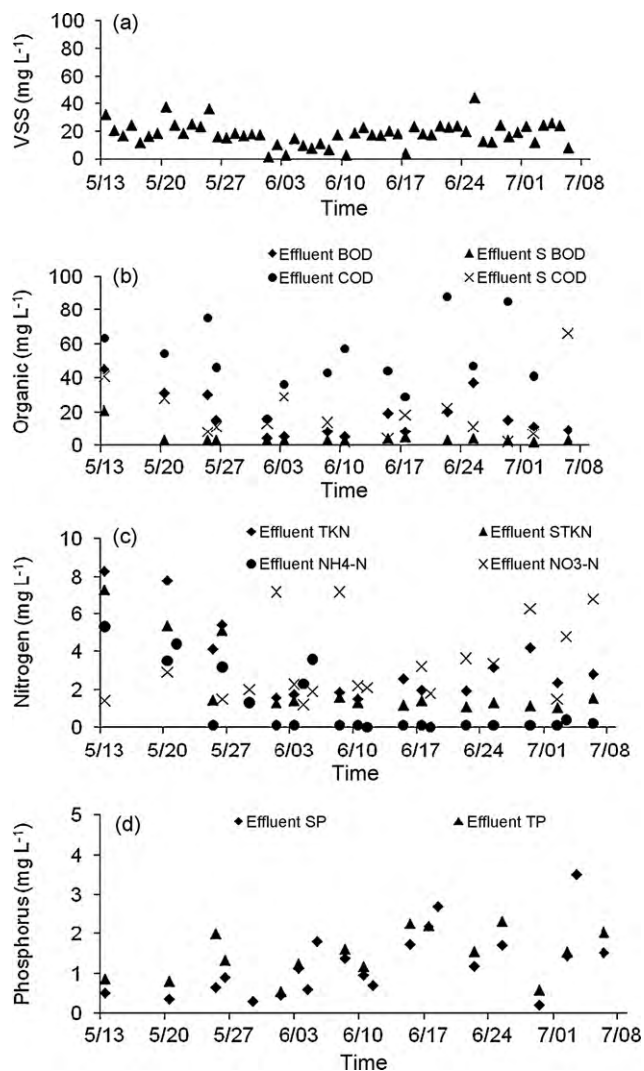 (a)
VSS (mg L-1)
100
80
60
40
20
0
5/13 5/20 5/27 6/03 6/10 6/17 6/24 7/01 7/08
Time
(b)
◆Effluent BOD ▲Effluent S BOD
●Effluent COD ×Effluent S COD
Organic (mg L-1)
100
80
60
40
20
0
5/13 5/20 5/27 6/03 6/10 6/17 6/24 7/01 7/08
Time
(c)
◆Effluent TKN ▲Effluent STKN
●Effluent NH4-N ×Effluent NO3-N
Nitrogen (mg L-1)
10
8
6
4
2
0
5/13 5/20 5/27 6/03 6/10 6/17 6/24 7/01 7/08
Time
(d)
◆Effluent SP ▲Effluent TP
Phosphorus (mg L-1)
5
4
3
2
1
0
5/13 5/20 5/27 6/03 6/10 6/17 6/24 7/01 7/08
Time